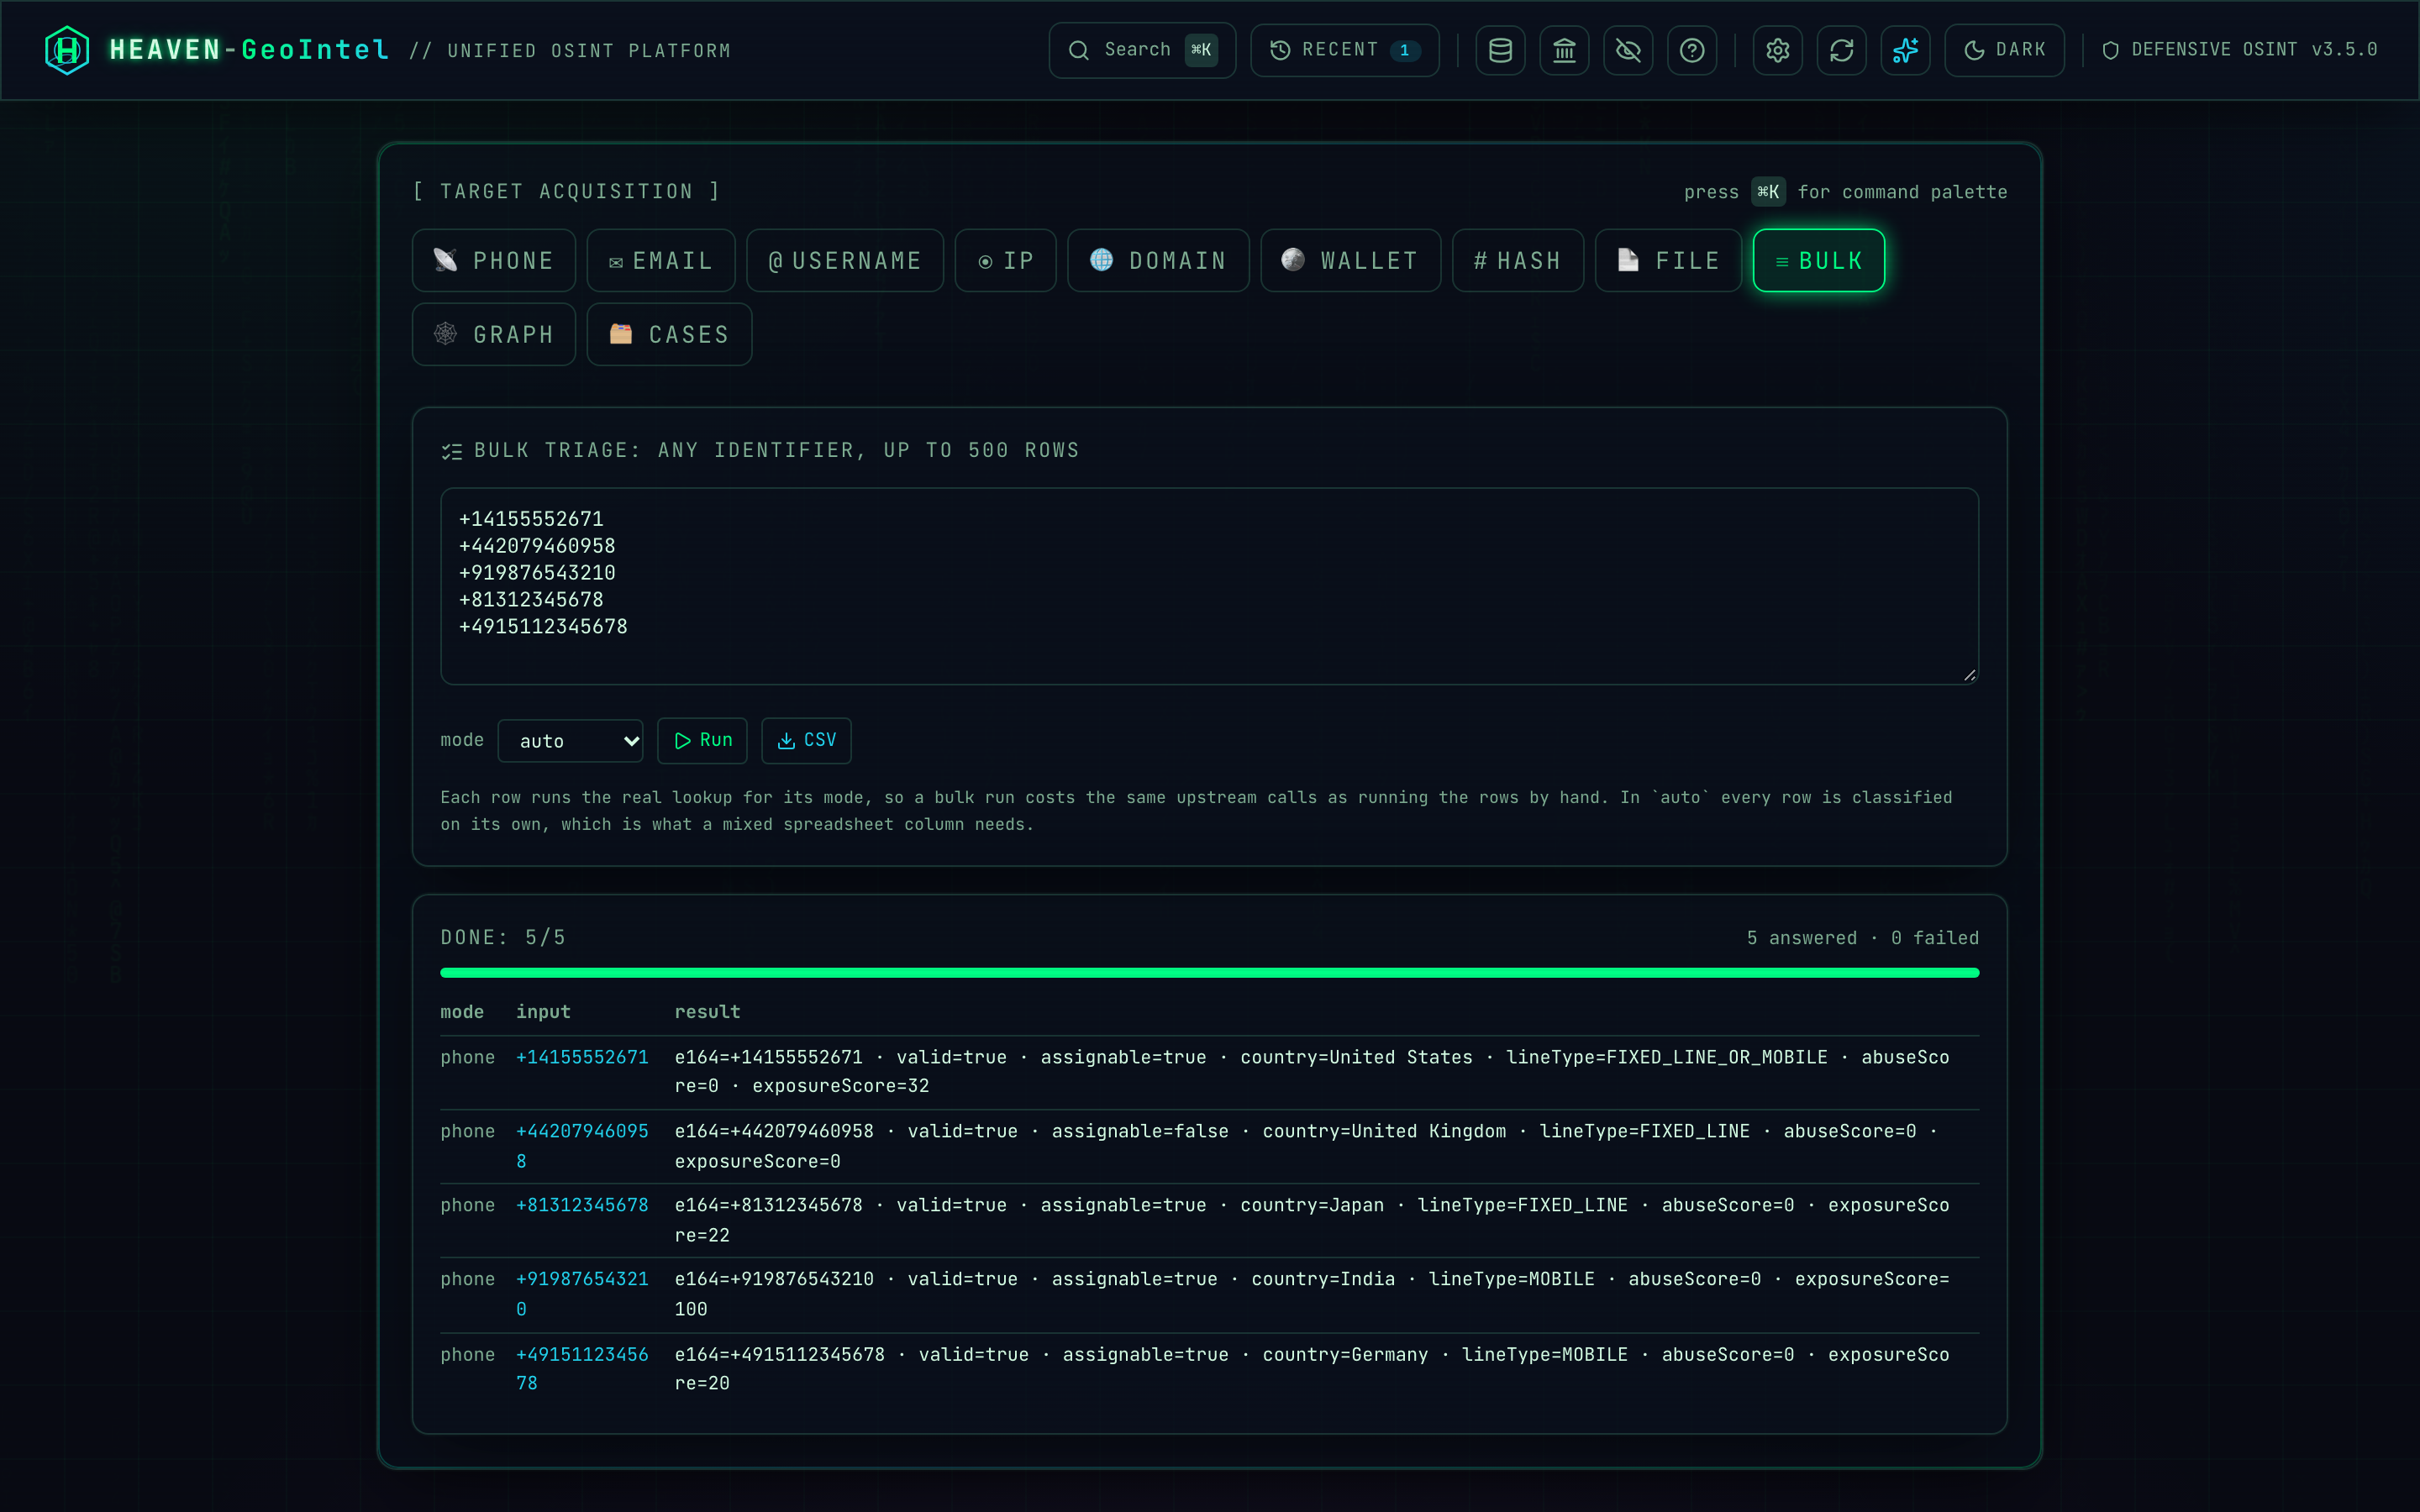 HEAVEN-GeoIntel // UNIFIED OSINT PLATFORM Search ⌘K RECENT 1 DARK DEFENSIVE OSINT v3.5.0
[ TARGET ACQUISITION ] press ⌘K for command palette
PHONE EMAIL @ USERNAME IP DOMAIN WALLET # HASH FILE ≡ BULK
GRAPH CASES
BULK TRIAGE: ANY IDENTIFIER, UP TO 500 ROWS
+14155552671
+442079460958
+919876543210
+81312345678
+4915112345678
mode auto Run CSV
Each row runs the real lookup for its mode, so a bulk run costs the same upstream calls as running the rows by hand. In `auto` every row is classified
on its own, which is what a mixed spreadsheet column needs.
DONE: 5/5 5 answered · 0 failed
mode input result
phone +14155552671 e164=+14155552671 · valid=true · assignable=true · country=United States · lineType=FIXED_LINE_OR_MOBILE · abuseSco
re=0 · exposureScore=32
phone +44207946095 e164=+442079460958 · valid=true · assignable=false · country=United Kingdom · lineType=FIXED_LINE · abuseScore=0 ·
8 exposureScore=0
phone +81312345678 e164=+81312345678 · valid=true · assignable=true · country=Japan · lineType=FIXED_LINE · abuseScore=0 · exposureSco
re=22
phone +91987654321 e164=+919876543210 · valid=true · assignable=true · country=India · lineType=MOBILE · abuseScore=0 · exposureScore=
0 100
phone +49151123456 e164=+4915112345678 · valid=true · assignable=true · country=Germany · lineType=MOBILE · abuseScore=0 · exposureSco
78 re=20